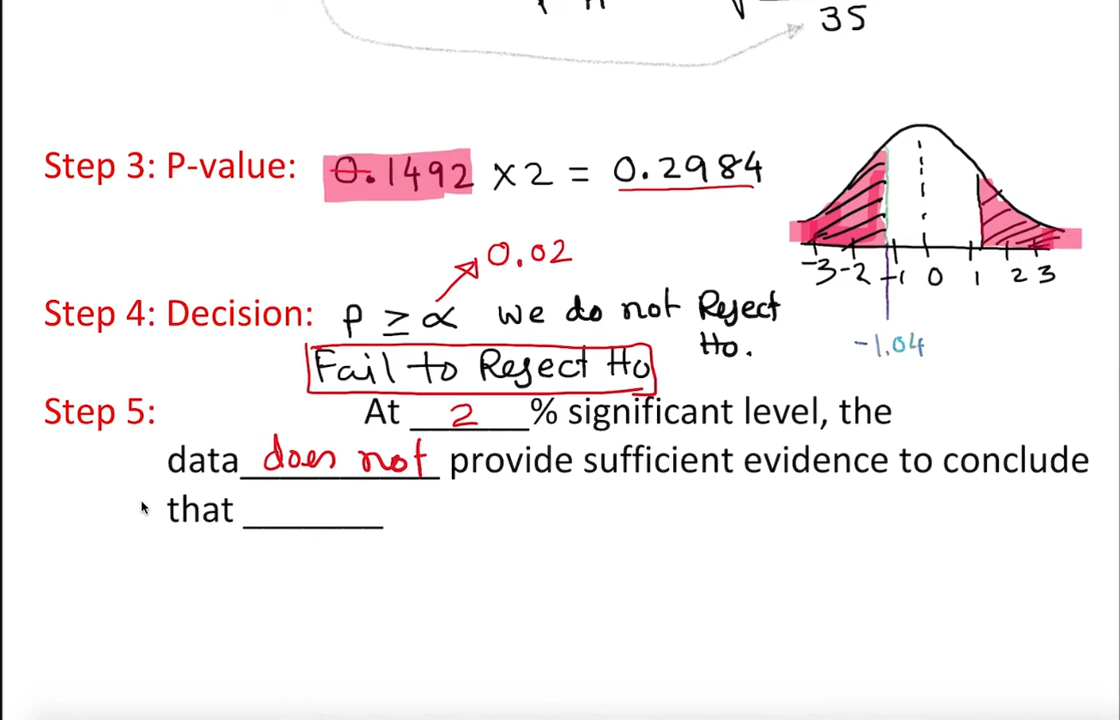 35
Step 3: P-value: 0.1492 x 2 = 0.2984
0.02
Step 4: Decision: P ≥ α we do not Reject
Ho.
-3 -2 -1 0 1 2 3
-1.04
Fail to Reject Ho
Step 5: At 2 % significant level, the
data does not provide sufficient evidence to conclude
that ________